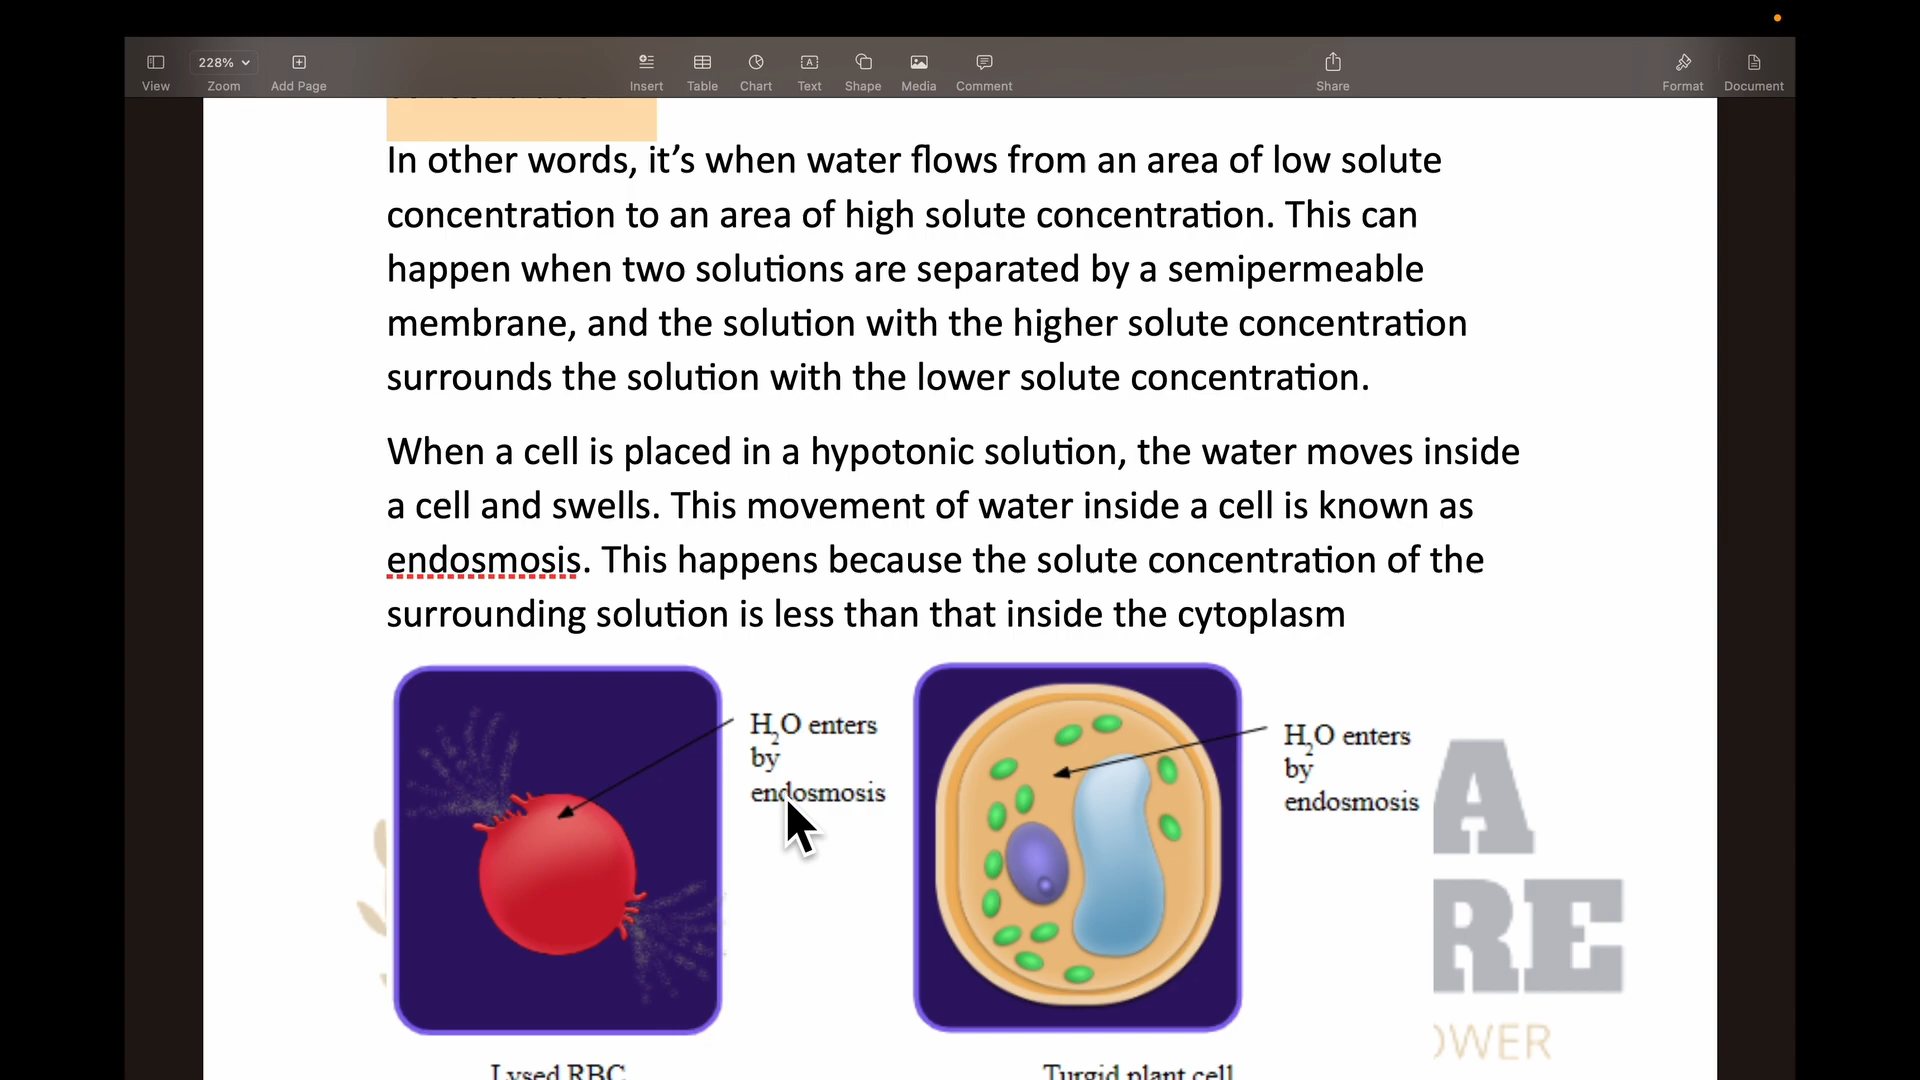 View
228%
Zoom
Add Page
Insert
Table
Chart
Text
Shape
Media
Comment
Share
Format
Document
In other words, it’s when water flows from an area of low solute
concentration to an area of high solute concentration. This can
happen when two solutions are separated by a semipermeable
membrane, and the solution with the higher solute concentration
surrounds the solution with the lower solute concentration.
When a cell is placed in a hypotonic solution, the water moves inside
a cell and swells. This movement of water inside a cell is known as
endosmosis. This happens because the solute concentration of the
surrounding solution is less than that inside the cytoplasm
H₂O enters
by
endosmosis
H₂O enters
by
endosmosis
A
RE
OWER
Lysed RBC
Turgid plant cell